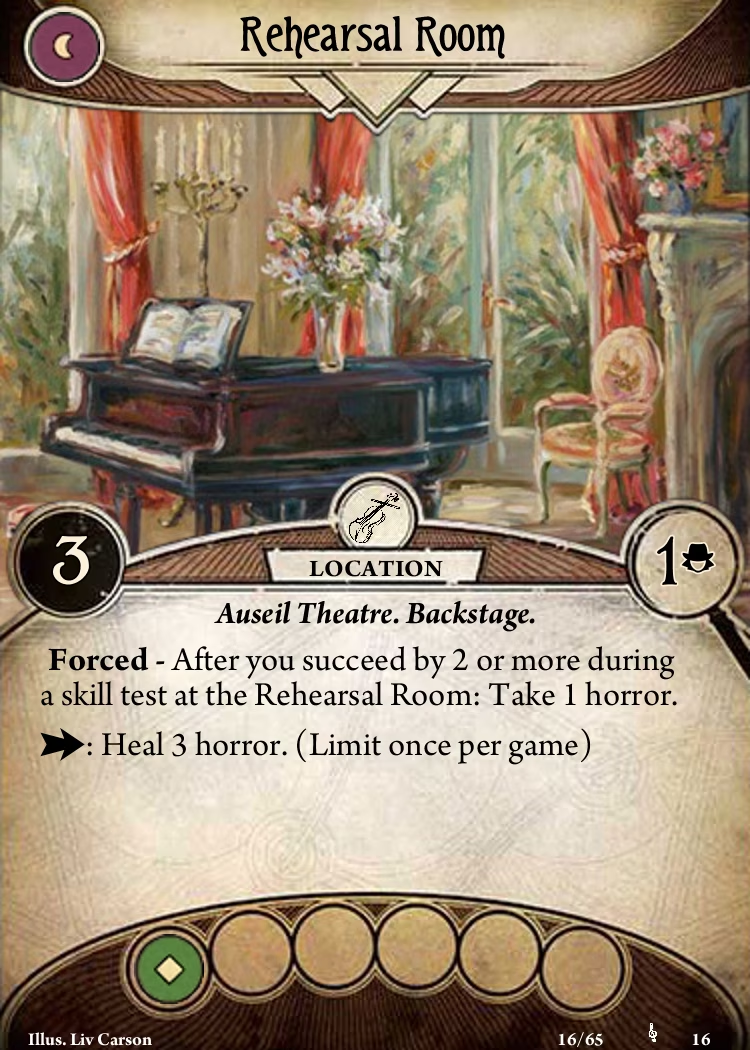 Rehearsal Room
3
LOCATION
1
Auseil Theatre. Backstage.
Forced - After you succeed by 2 or more during
a skill test at the Rehearsal Room: Take 1 horror.
: Heal 3 horror. (Limit once per game)
Illus. Liv Carson
16/65
16